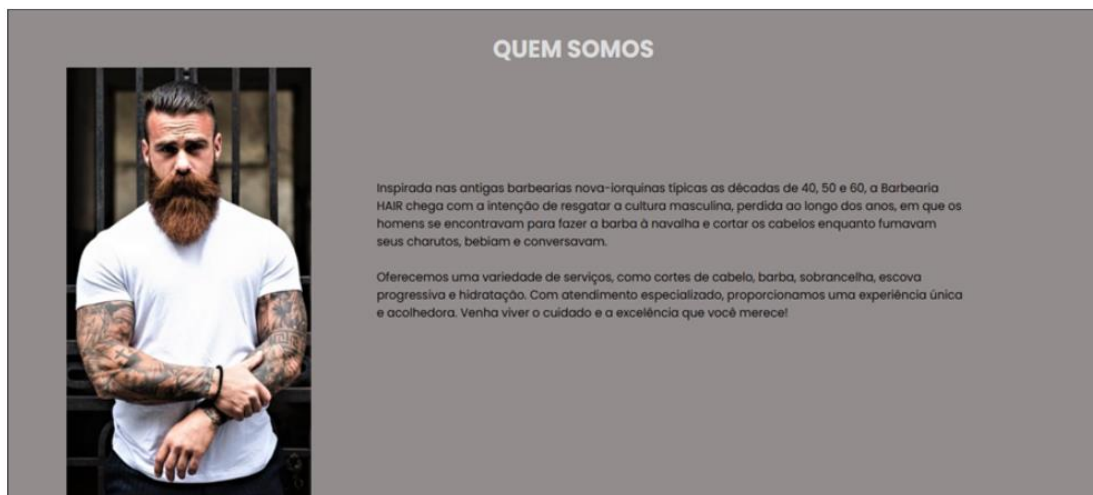 QUEM SOMOS
Inspirada nas antigas barbearias nova-iorquinas típicas as décadas de 40, 50 e 60, a Barbearia
HAIR chega com a intenção de resgatar a cultura masculina, perdida ao longo dos anos, em que os
homens se encontravam para fazer a barba à navalha e cortar os cabelos enquanto fumavam
seus charutos, bebiam e conversavam.
Oferecemos uma variedade de serviços, como cortes de cabelo, barba, sobrancelha, escova
progressiva e hidratação. Com atendimento especializado, proporcionamos uma experiência única
e acolhedora. Venha viver o cuidado e a excelência que você merece!